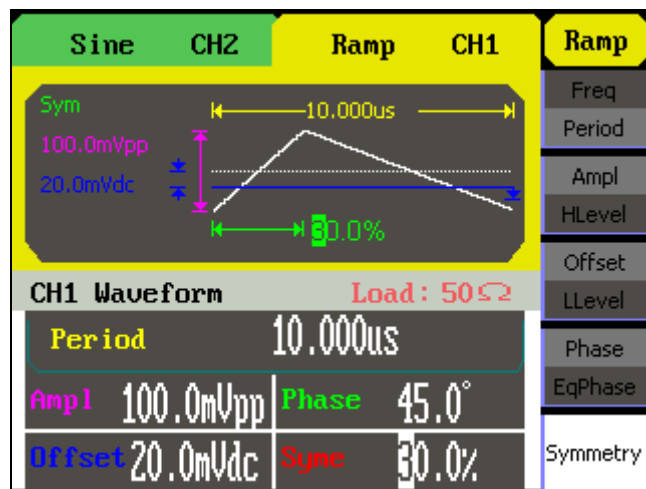 Sine CH2 Ramp CH1 Ramp
Sym
10.000us
100.0mVpp
20.0mVdc
30.0%
CH1 Waveform Load: 50Ω
Period 10.000us
Ampl 100.0mVpp Phase 45.0°
Offset 20.0mVdc Syme 30.0%
Freq
Period
Ampl
HLevel
Offset
LLevel
Phase
EqPhase
Symmetry